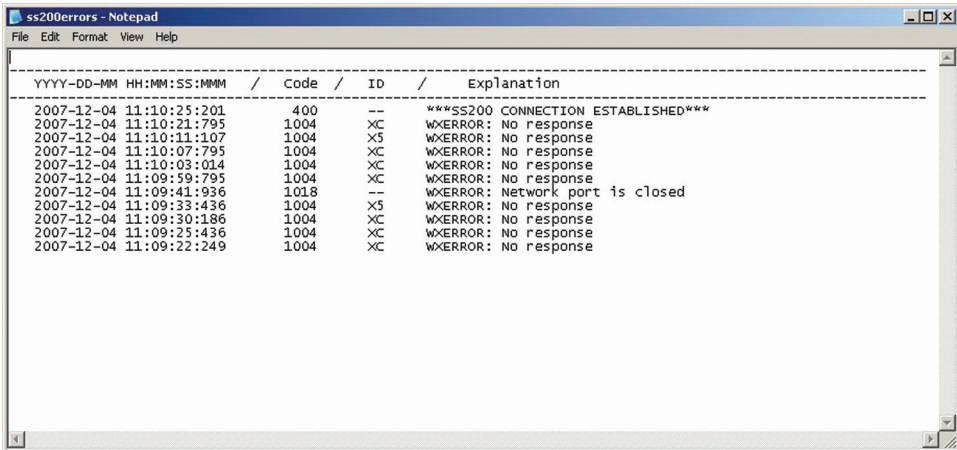 ss200errors - Notepad
File Edit Format View Help
YYYY-DD-MM HH:MM:SS:MMM / Code / ID / Explanation
2007-12-04 11:10:25:201 400 -- ***SS200 CONNECTION ESTABLISHED***
2007-12-04 11:10:21:795 1004 XC WXERROR: No response
2007-12-04 11:10:11:107 1004 X5 WXERROR: No response
2007-12-04 11:10:07:795 1004 XC WXERROR: No response
2007-12-04 11:10:03:014 1004 XC WXERROR: No response
2007-12-04 11:09:59:795 1004 XC WXERROR: No response
2007-12-04 11:09:41:936 1018 -- WXERROR: Network port is closed
2007-12-04 11:09:33:436 1004 X5 WXERROR: No response
2007-12-04 11:09:30:186 1004 XC WXERROR: No response
2007-12-04 11:09:25:436 1004 XC WXERROR: No response
2007-12-04 11:09:22:249 1004 XC WXERROR: No response